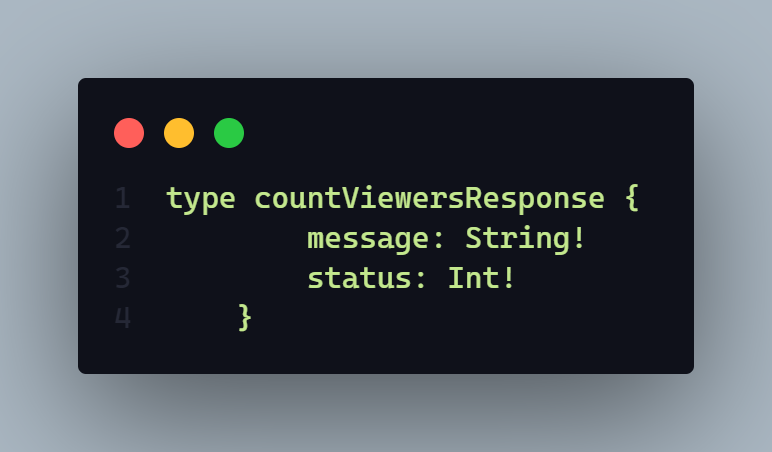 1 type countViewersResponse {
2 message: String!
3 status: Int!
4 }